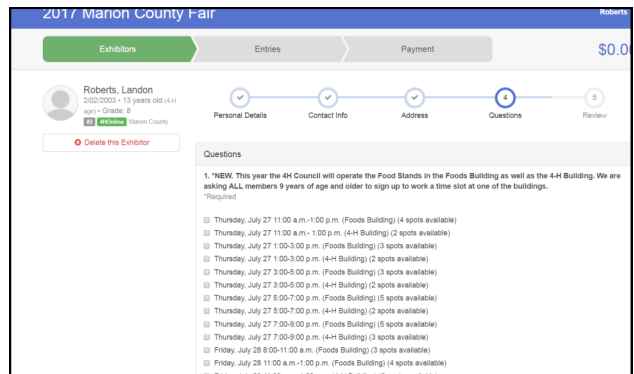 2017 Marion County Fair
Roberts
Exhibitors
Entries
Payment
$0.00
Roberts, Landon
2/02/2003 • 13 years old (4-H
age) • Grade: 8
#2 4HOnline Marion County
Delete this Exhibitor
Personal Details
Contact Info
Address
4
Questions
5
Review
Questions
1. *NEW. This year the 4H Council will operate the Food Stands in the Foods Building as well as the 4-H Building. We are
asking ALL members 9 years of age and older to sign up to work a time slot at one of the buildings.
*Required
Thursday, July 27 11:00 a.m.-1:00 p.m. (Foods Building) (4 spots available)
Thursday, July 27 11:00 a.m.- 1:00 p.m. (4-H Building) (2 spots available)
Thursday, July 27 1:00-3:00 p.m. (Foods Building) (3 spots available)
Thursday, July 27 1:00-3:00 p.m. (4-H Building) (2 spots available)
Thursday, July 27 3:00-5:00 p.m. (Foods Building) (3 spots available)
Thursday, July 27 3:00-5:00 p.m. (4-H Building) (2 spots available)
Thursday, July 27 5:00-7:00 p.m. (Foods Building) (5 spots available)
Thursday, July 27 5:00-7:00 p.m. (4-H Building) (2 spots available)
Thursday, July 27 7:00-9:00 p.m. (Foods Building) (5 spots available)
Thursday, July 27 7:00-9:00 p.m. (4-H Building) (3 spots available)
Friday, July 28 8:00-11:00 a.m. (Foods Building) (3 spots available)
Friday, July 28 11:00 a.m.-1:00 p.m. (Foods Building) (4 spots available)